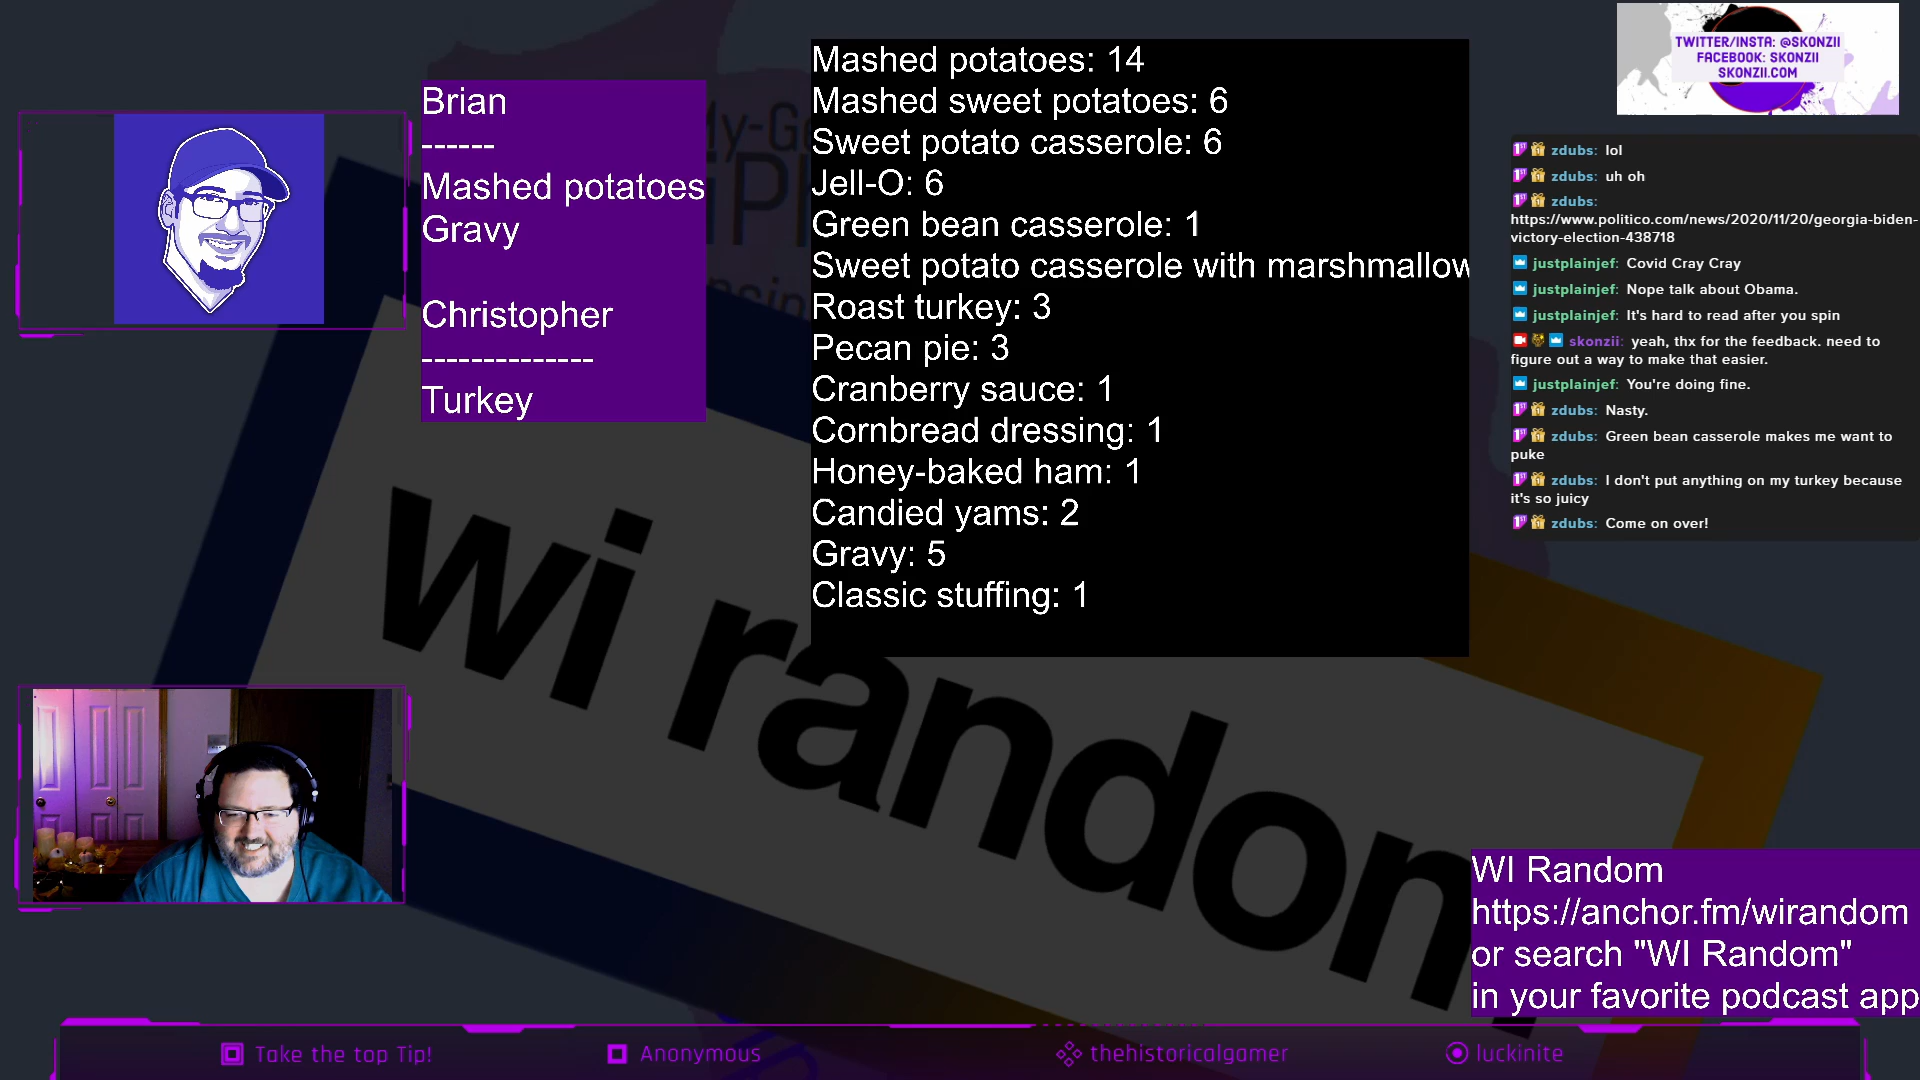 Brian
------
Mashed potatoes
Gravy
Christopher
--------------
Turkey
Mashed potatoes: 14
Mashed sweet potatoes: 6
Sweet potato casserole: 6
Jell-O: 6
Green bean casserole: 1
Sweet potato casserole with marshmallow
Roast turkey: 3
Pecan pie: 3
Cranberry sauce: 1
Cornbread dressing: 1
Honey-baked ham: 1
Candied yams: 2
Gravy: 5
Classic stuffing: 1
TWITTER/INSTA: @SKONZII
FACEBOOK: SKONZII
SKONZII.COM
zdubs: lol
zdubs: uh oh
zdubs:
https://www.politico.com/news/2020/11/20/georgia-biden-
victory-election-438718
justplainjef: Covid Cray Cray
justplainjef: Nope talk about Obama.
justplainjef: It's hard to read after you spin
skonzii: yeah, thx for the feedback. need to
figure out a way to make that easier.
justplainjef: You're doing fine.
zdubs: Nasty.
zdubs: Green bean casserole makes me want to
puke
zdubs: I don't put anything on my turkey because
it's so juicy
zdubs: Come on over!
wi random
WI Random
https://anchor.fm/wirandom
or search "WI Random"
in your favorite podcast app
Take the top Tip!
Anonymous
thehistoricalgamer
luckinite